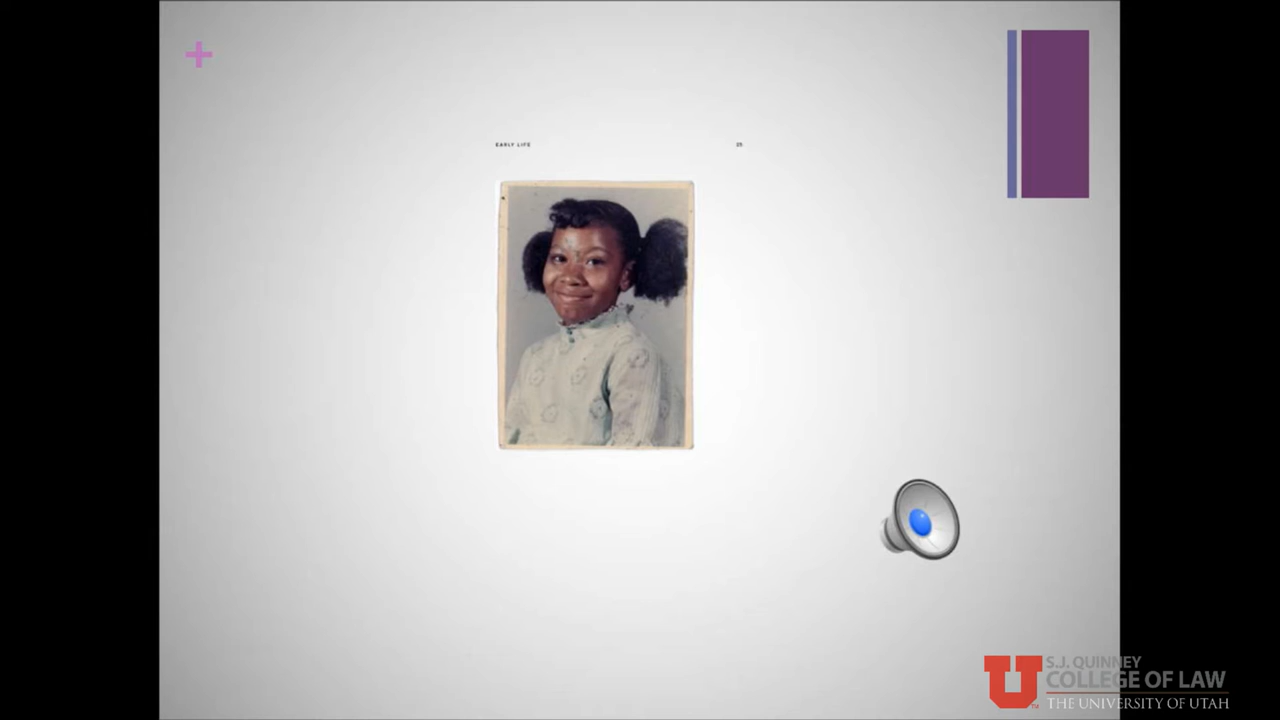 EARLY LIFE
25
U
S.J. QUINNEY
COLLEGE OF LAW
THE UNIVERSITY OF UTAH